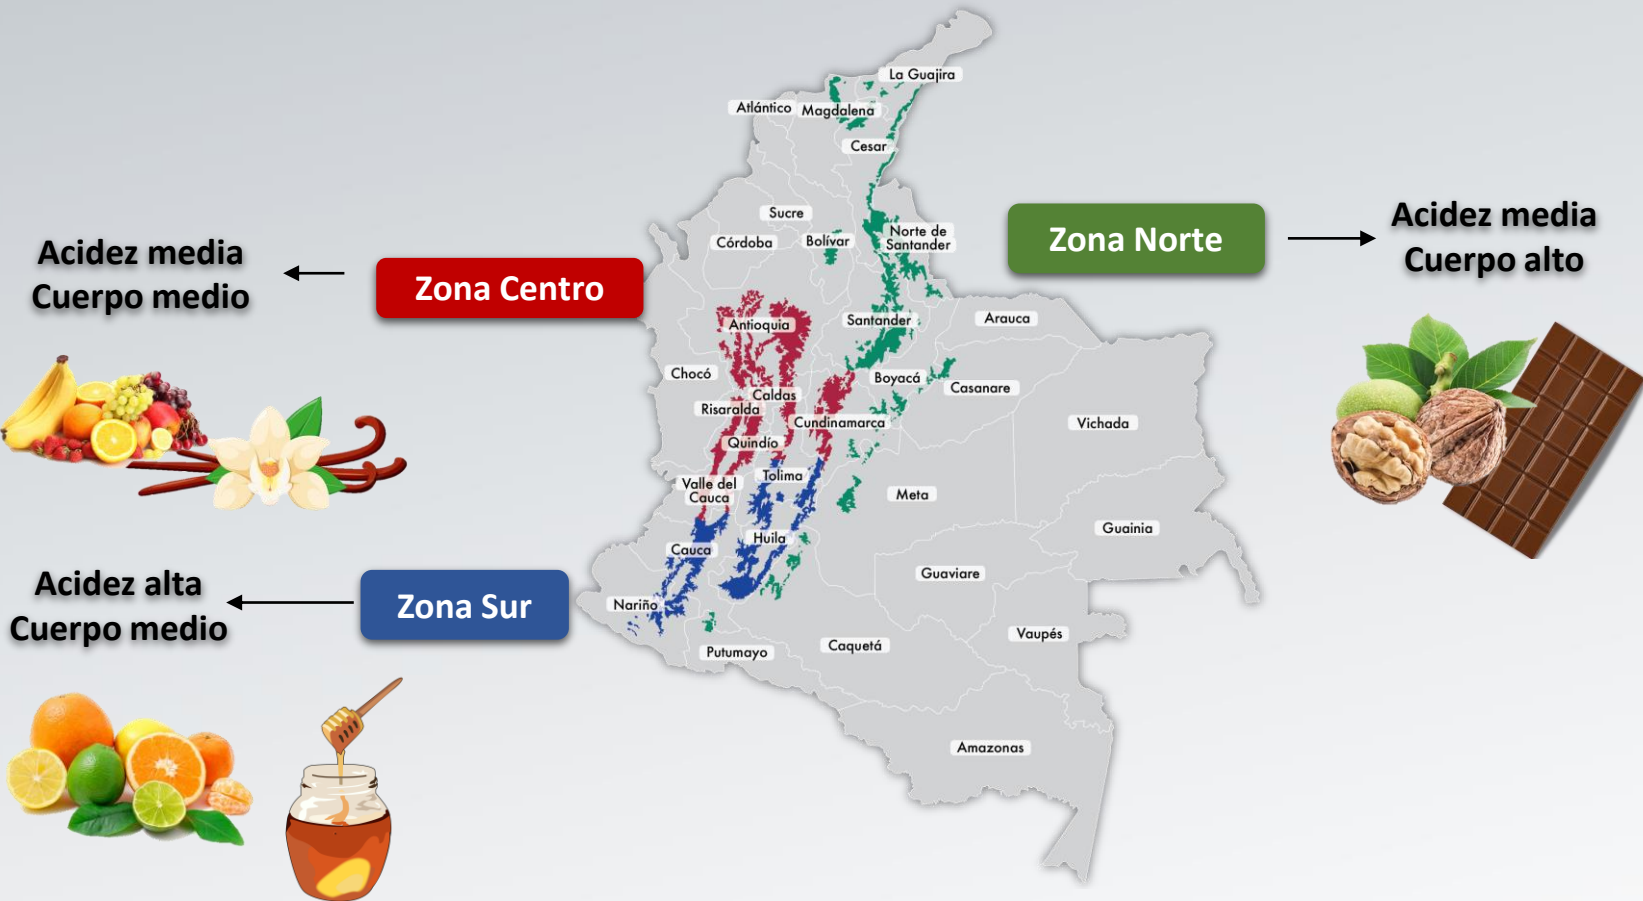 La Guajira
Atlántico
Magdalena
Cesar
Sucre
Córdoba
Bolívar
Norte de
Santander
Zona Norte
Acidez media
Cuerpo alto
Acidez media
Cuerpo medio
Zona Centro
Antioquia
Santander
Arauca
Chocó
Boyacá
Casanare
Caldas
Risaralda
Cundinamarca
Vichada
Quindío
Tolima
Valle del
Cauca
Meta
Guainia
Huila
Cauca
Guaviare
Acidez alta
Cuerpo medio
Zona Sur
Nariño
Vaupés
Putumayo
Caquetá
Amazonas